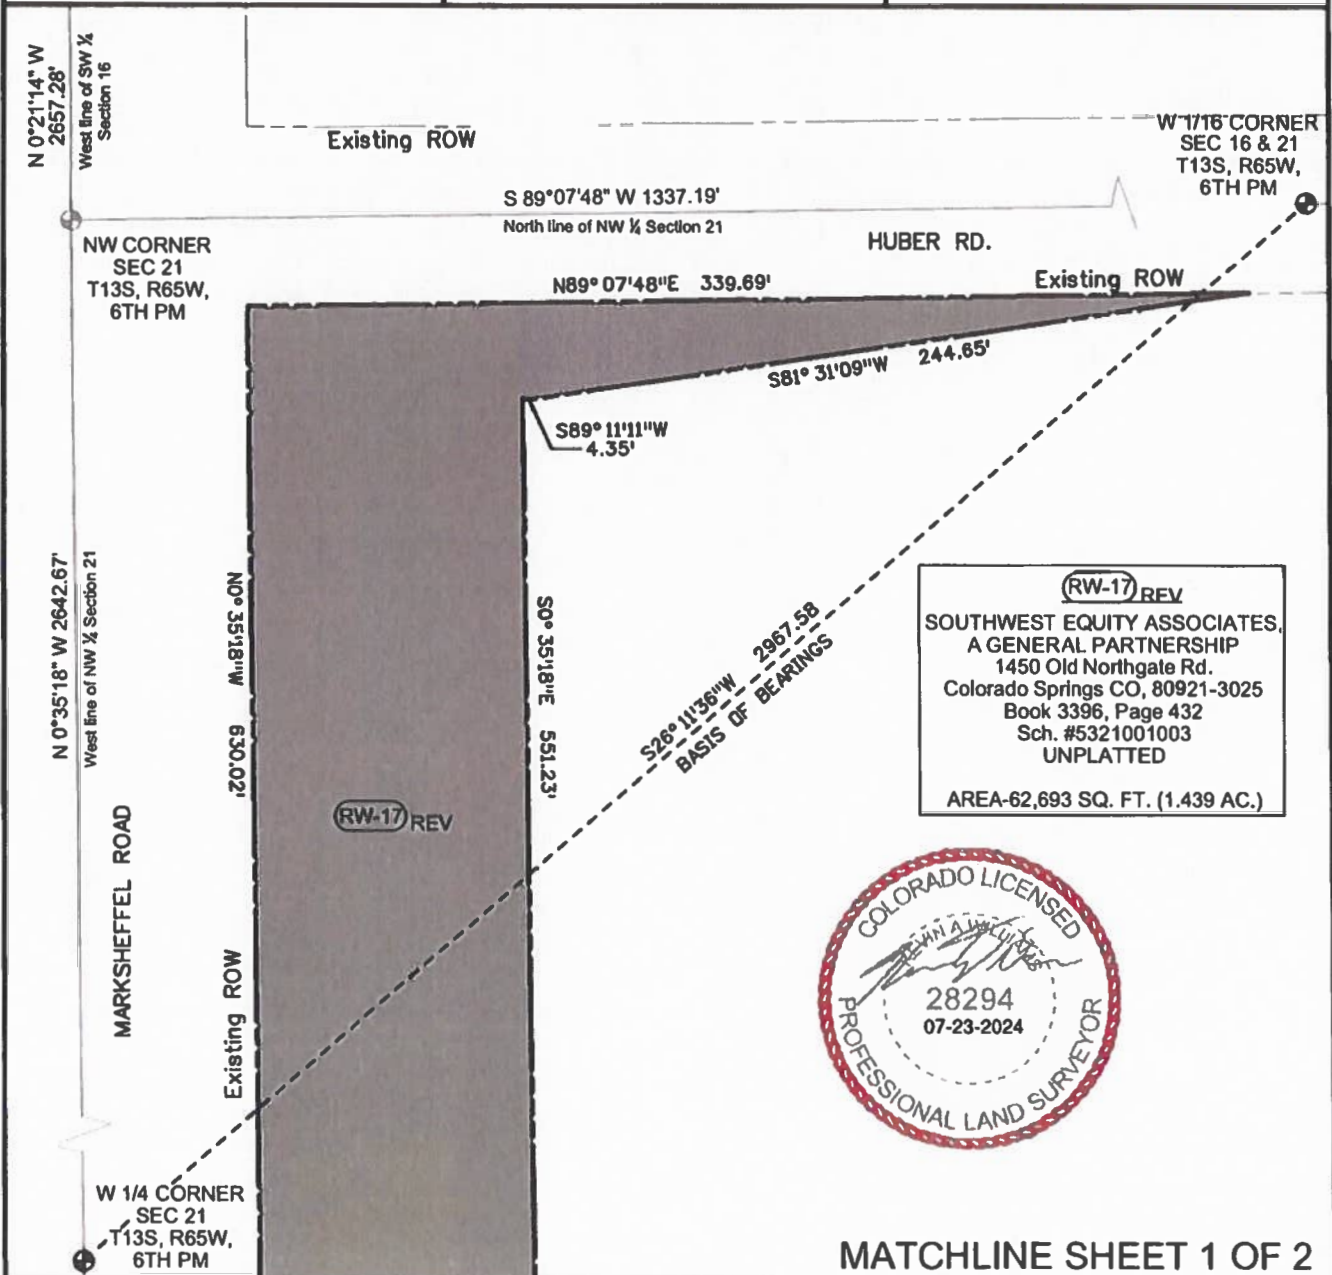 N 0°21'14" W
2657.28'
West line of SW ¼
Section 16
Existing ROW
W 1/16 CORNER
SEC 16 & 21
T13S, R65W,
6TH PM
S 89°07'48" W 1337.19'
North line of NW ¼ Section 21
NW CORNER
SEC 21
T13S, R65W,
6TH PM
HUBER RD.
N89° 07'48"E 339.69'
Existing ROW
S81° 31'09"W 244.65'
S89° 11'11"W
4.35'
N 0°35'18" W 2642.67'
West line of NW ¼ Section 21
N0° 35'18"W 630.02'
S0° 35'18"E 551.23'
S26° 11'36"W 2967.58
BASIS OF BEARINGS
RW-17 REV
SOUTHWEST EQUITY ASSOCIATES,
A GENERAL PARTNERSHIP
1450 Old Northgate Rd.
Colorado Springs CO, 80921-3025
Book 3396, Page 432
Sch. #5321001003
UNPLATTED
AREA-62,693 SQ. FT. (1.439 AC.)
RW-17 REV
MARKSHEFFEL ROAD
Existing ROW
COLORADO LICENSED
KEVIN A. WILLIAMS
28294
07-23-2024
PROFESSIONAL LAND SURVEYOR
W 1/4 CORNER
SEC 21
T13S, R65W,
6TH PM
MATCHLINE SHEET 1 OF 2